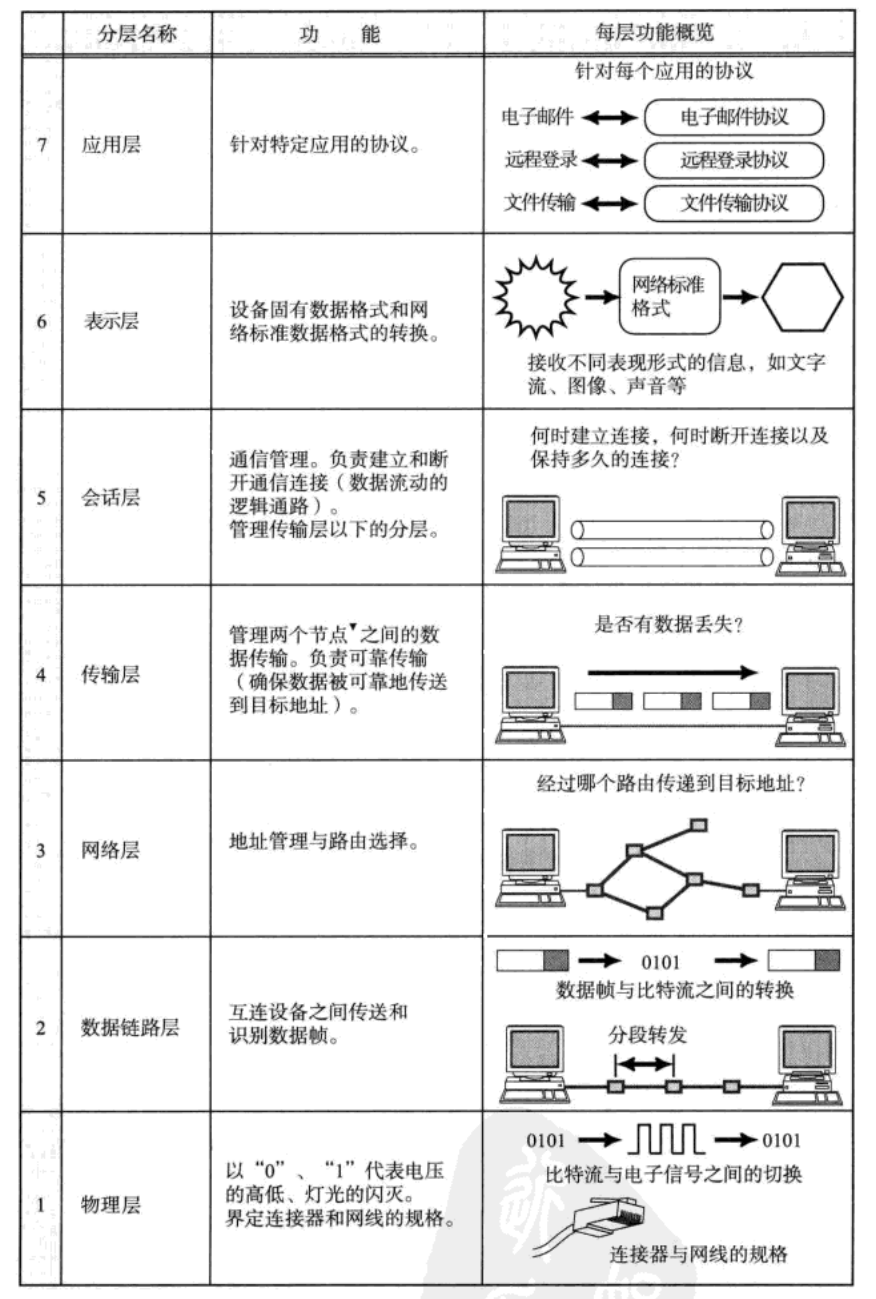 分层名称 功 能 每层功能概览
7 应用层 针对特定应用的协议。
针对每个应用的协议
电子邮件 电子邮件协议
远程登录 远程登录协议
文件传输 文件传输协议
6 表示层
设备固有数据格式和网
络标准数据格式的转换。
网络标准
格式
接收不同表现形式的信息，如文字
流、图像、声音等
5 会话层
通信管理。负责建立和断
开通信连接（数据流动的
逻辑通路）。
管理传输层以下的分层。
何时建立连接，何时断开连接以及
保持多久的连接？
4 传输层
管理两个节点▼之间的数
据传输。负责可靠传输
（确保数据被可靠地传送
到目标地址）。
是否有数据丢失？
3 网络层 地址管理与路由选择。
经过哪个路由传递到目标地址？
2 数据链路层
互连设备之间传送和
识别数据帧。
0101
数据帧与比特流之间的转换
分段转发
1 物理层
以“0”、“1”代表电压
的高低、灯光的闪灭。
界定连接器和网线的规格。
0101 0101
比特流与电子信号之间的切换
连接器与网线的规格